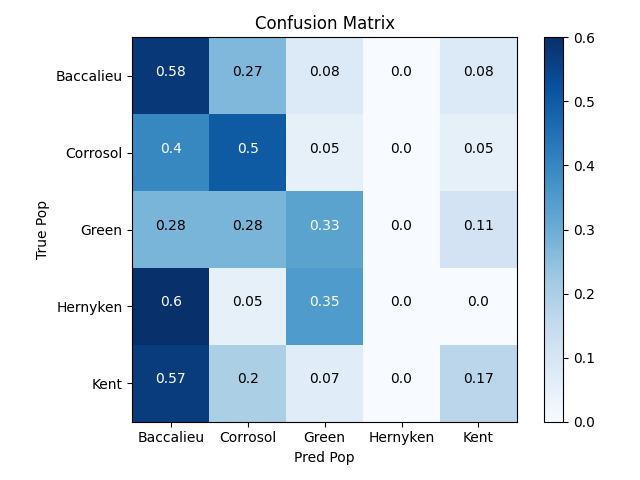 Confusion Matrix
True Pop
Baccalieu 0.58 0.27 0.08 0.0 0.08
Corrosol 0.4 0.5 0.05 0.0 0.05
Green 0.28 0.28 0.33 0.0 0.11
Hernyken 0.6 0.05 0.35 0.0 0.0
Kent 0.57 0.2 0.07 0.0 0.17
Baccalieu Corrosol Green Hernyken Kent
Pred Pop
0.6
0.5
0.4
0.3
0.2
0.1
0.0